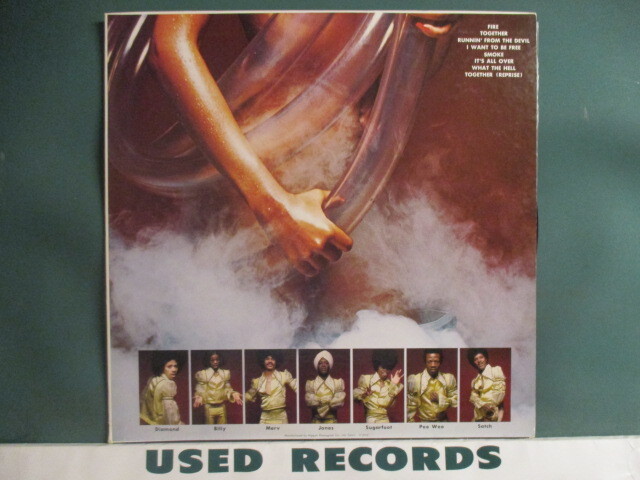 FIRE
TOGETHER
RUNNIN' FROM THE DEVIL
I WANT TO BE FREE
SMOKE
IT'S ALL OVER
WHAT THE HELL
TOGETHER (REPRISE)
Diamond Billy Marv Jones Sugarfoot Pee Wee Satch
USED RECORDS